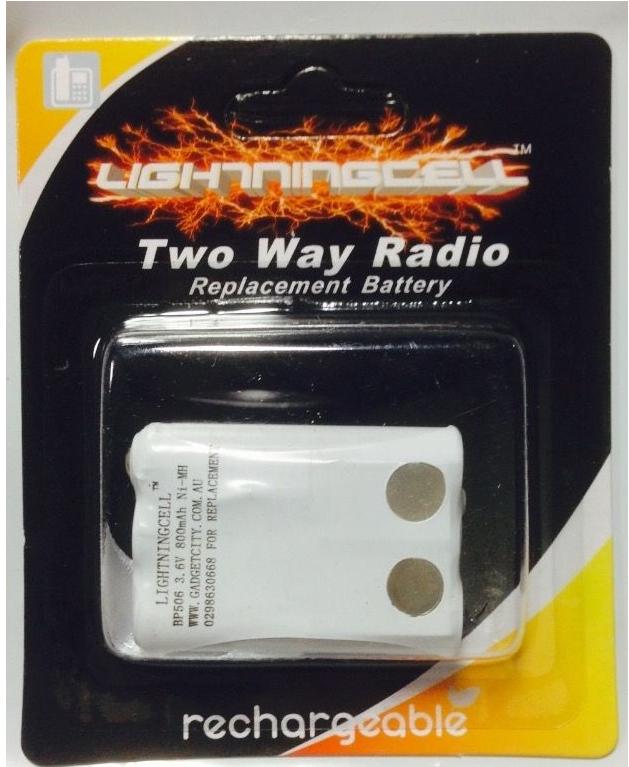 LIGHTNINGCELL™
Two Way Radio
Replacement Battery
LIGHTNINGCELL™
BP506 3.6V 800mAh Ni-MH
WWW.GADGETCITY.COM.AU
0298630668 FOR REPLACEMENT
rechargeable